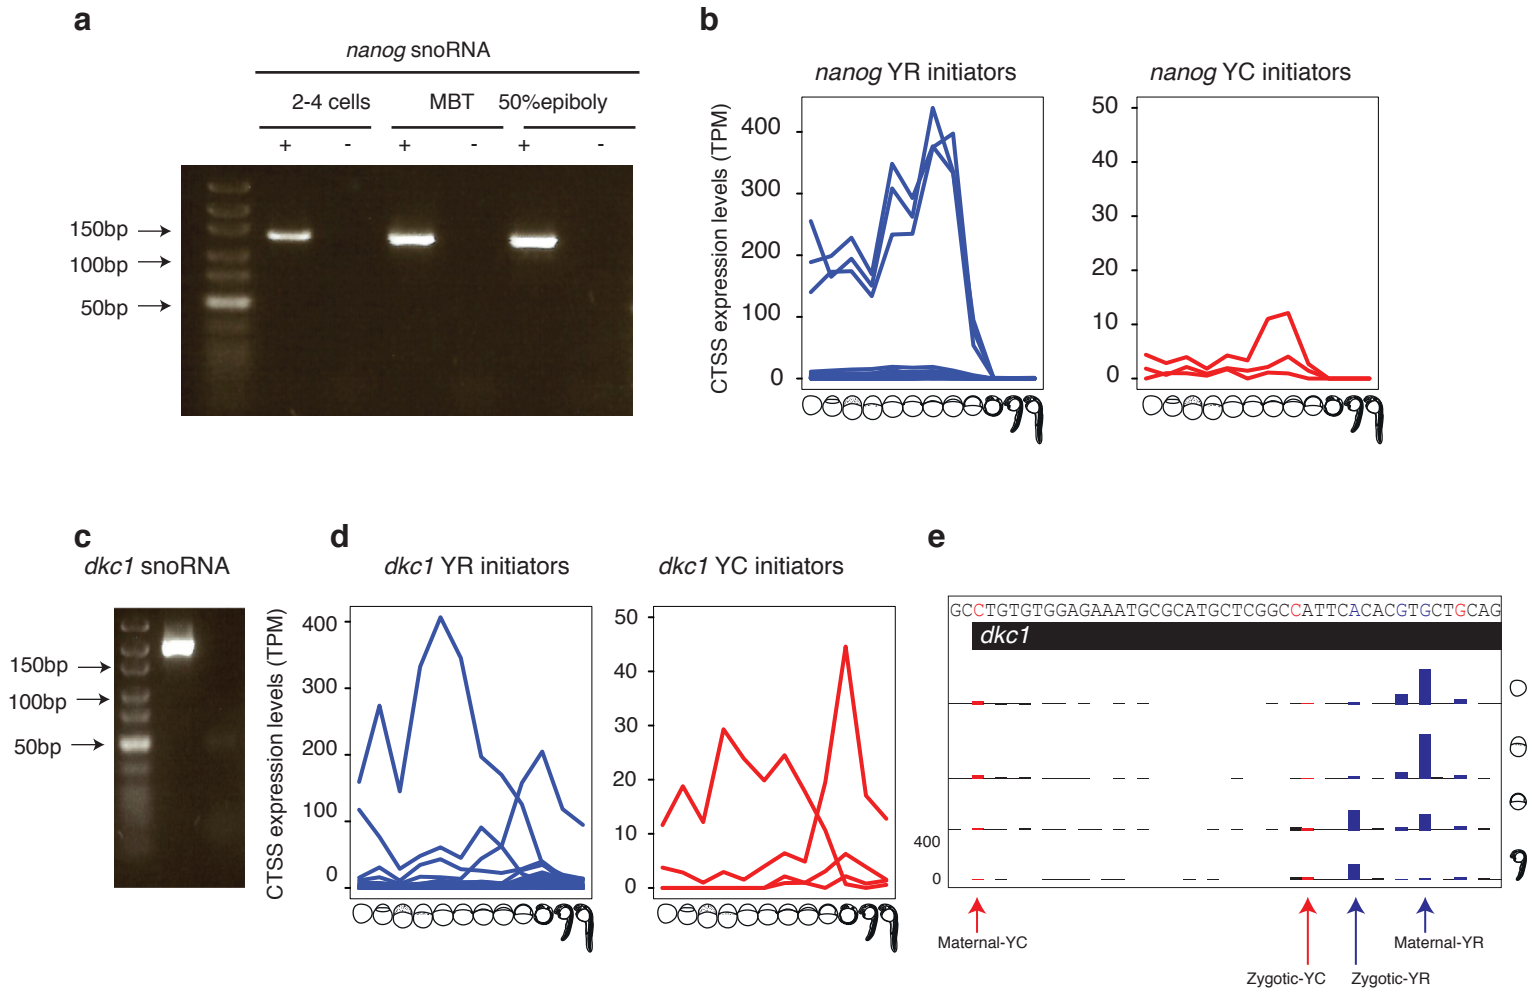 a
nanog snoRNA
2-4 cells MBT 50%epiboly
+ - + - + -
150bp
100bp
50bp
b
nanog YR initiators
CTSS expression levels (TPM)
400
300
200
100
0
nanog YC initiators
50
40
30
20
10
0
c
dkc1 snoRNA
150bp
100bp
50bp
d
dkc1 YR initiators
CTSS expression levels (TPM)
400
300
200
100
0
dkc1 YC initiators
50
40
30
20
10
0
e
GCCTGTGTGGAGAAATGCGCATGCTCGGCCATTCACACGTGCTGCAG
dkc1
400
0
Maternal-YC
Maternal-YR
Zygotic-YC
Zygotic-YR